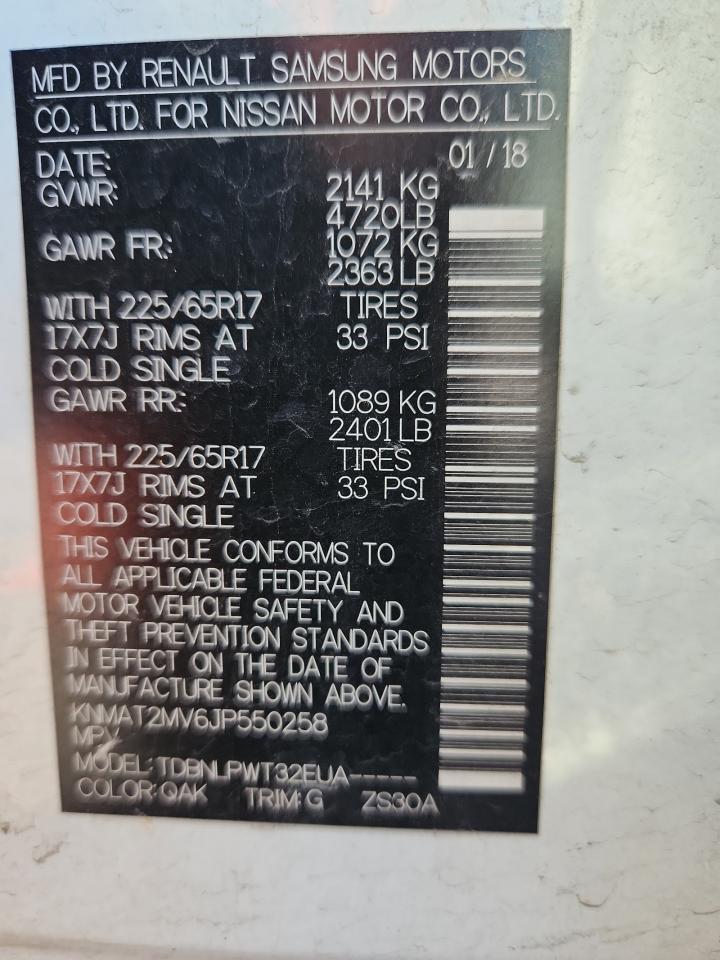 MFD BY RENAULT SAMSUNG MOTORS
CO., LTD. FOR NISSAN MOTOR CO., LTD.
DATE: 01 / 18
GVWR: 2141 KG
4720LB
GAWR FR.: 1072 KG
2363 LB
WITH 225/65R17 TIRES
17X7J RIMS AT 33 PSI
COLD SINGLE
GAWR RR.: 1089 KG
2401 LB
WITH 225/65R17 TIRES
17X7J RIMS AT 33 PSI
COLD SINGLE
THIS VEHICLE CONFORMS TO
ALL APPLICABLE FEDERAL
MOTOR VEHICLE SAFETY AND
THEFT PREVENTION STANDARDS
IN EFFECT ON THE DATE OF
MANUFACTURE SHOWN ABOVE.
KNMAT2MV6JP550258
MPV
MODEL: TDBNLPWT32EUA------
COLOR: QAK TRIM: G ZS30A